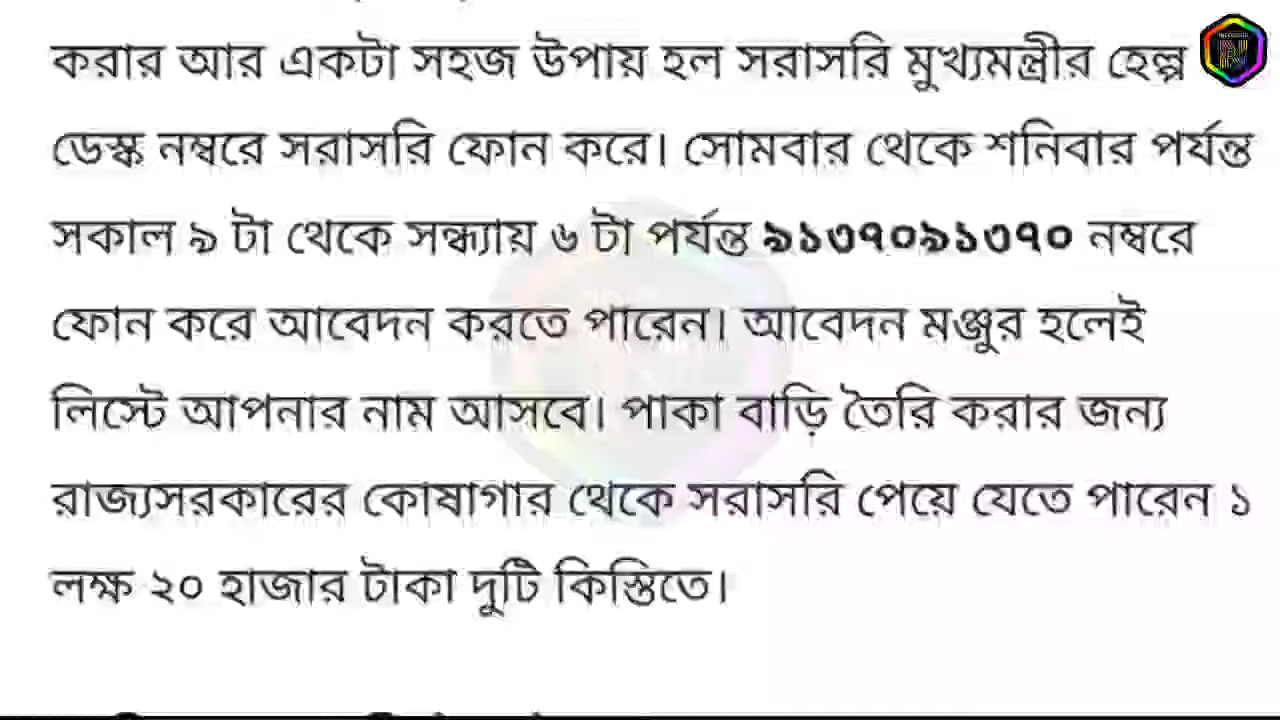 করার আর একটা সহজ উপায় হল সরাসরি মুখ্যমন্ত্রীর হেল্প
ডেস্ক নম্বরে সরাসরি ফোন করে। সোমবার থেকে শনিবার পর্যন্ত
সকাল ৯ টা থেকে সন্ধ্যায় ৬ টা পর্যন্ত ৯১৩৭০৯১৩৭০ নম্বরে
ফোন করে আবেদন করতে পারেন। আবেদন মঞ্জুর হলেই
লিস্টে আপনার নাম আসবে। পাকা বাড়ি তৈরি করার জন্য
রাজ্যসরকারের কোষাগার থেকে সরাসরি পেয়ে যেতে পারেন ১
লক্ষ ২০ হাজার টাকা দুটি কিস্তিতে।